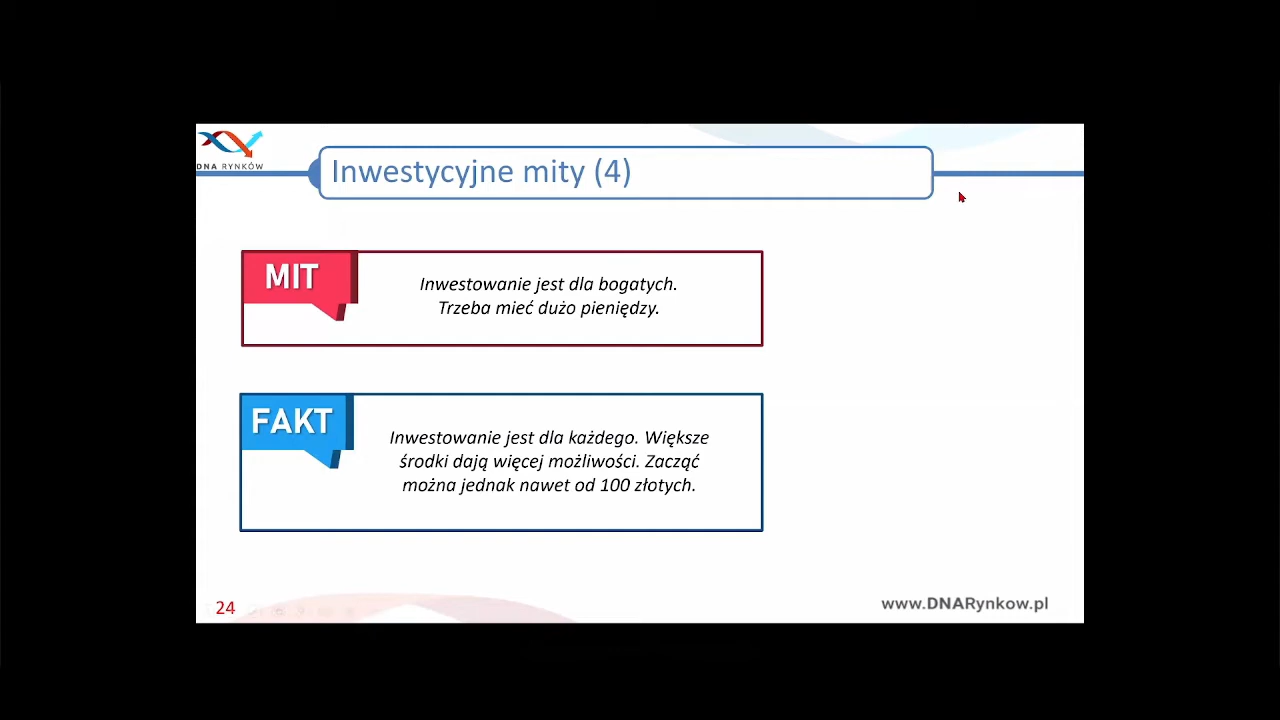 DNA RYNKÓW
Inwestycyjne mity (4)
MIT
Inwestowanie jest dla bogatych.
Trzeba mieć dużo pieniędzy.
FAKT
Inwestowanie jest dla każdego. Większe
środki dają więcej możliwości. Zacząć
można jednak nawet od 100 złotych.
24
www.DNARynkow.pl